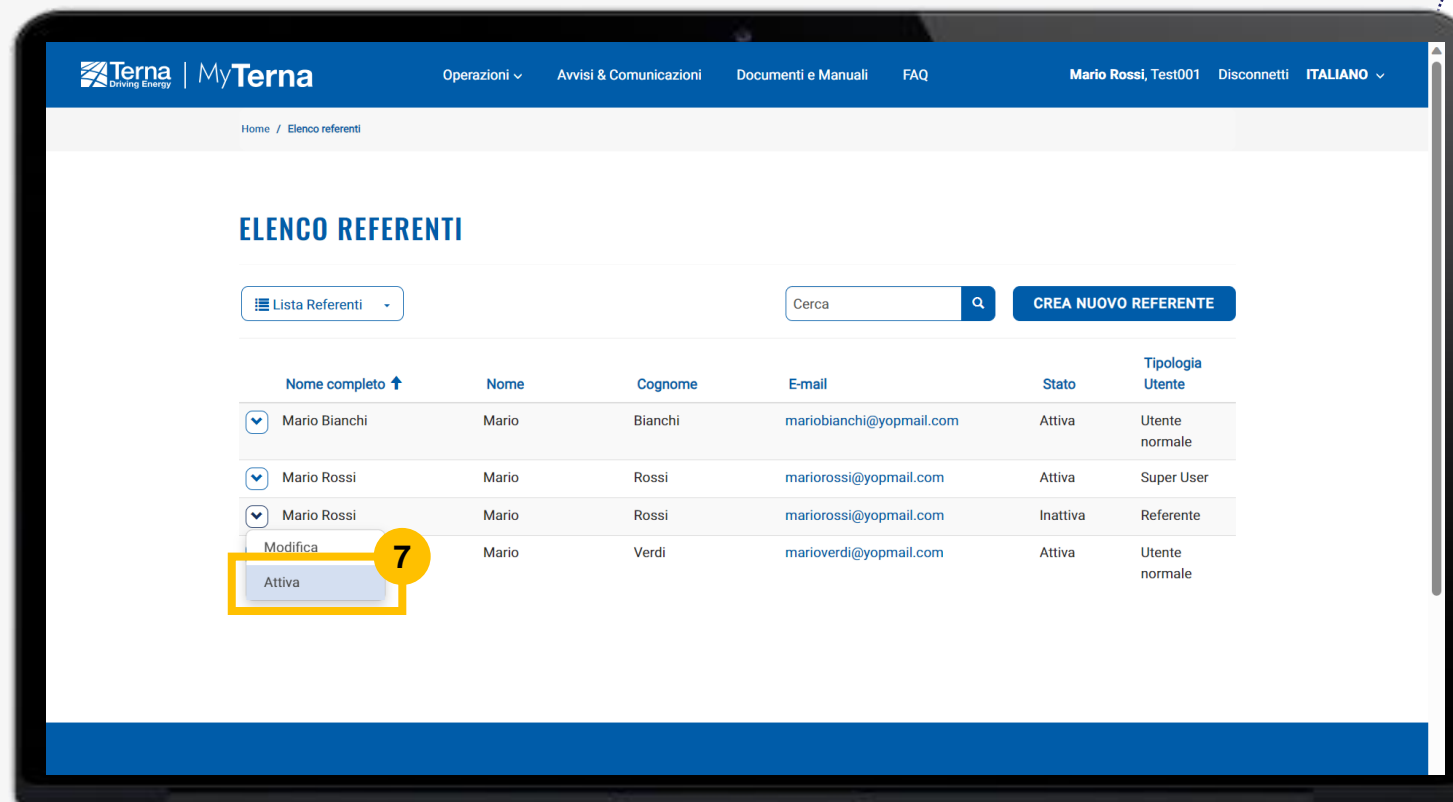 Terna
Driving Energy
MyTerna
Operazioni
Avvisi & Comunicazioni
Documenti e Manuali
FAQ
Mario Rossi, Test001
Disconnetti
ITALIANO
Home / Elenco referenti
ELENCO REFERENTI
Lista Referenti
Cerca
CREA NUOVO REFERENTE
Nome completo Nome Cognome E-mail Stato Tipologia Utente
Mario Bianchi Mario Bianchi mariobianchi@yopmail.com Attiva Utente normale
Mario Rossi Mario Rossi mariorossi@yopmail.com Attiva Super User
Mario Rossi Mario Rossi mariorossi@yopmail.com Inattiva Referente
Modifica
7
Mario Verdi marioverdi@yopmail.com Attiva Utente normale
Attiva